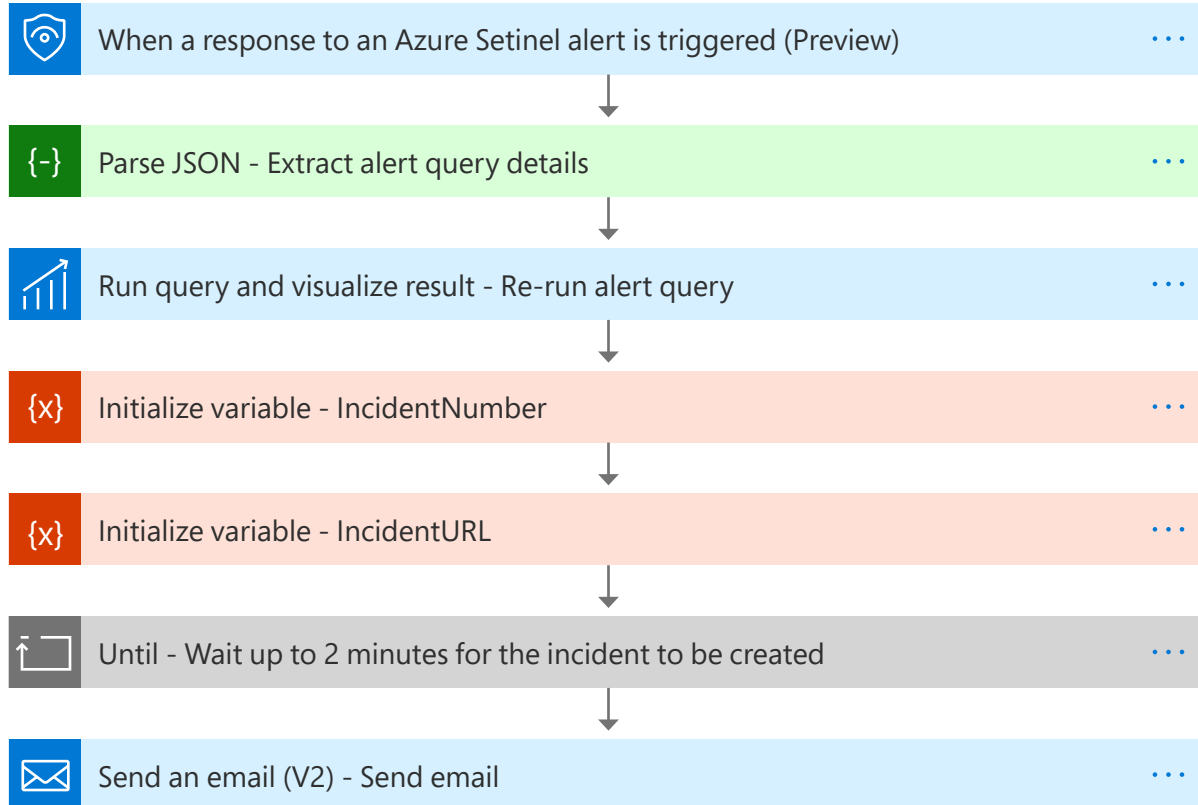 When a response to an Azure Setinel alert is triggered (Preview)
...
{-}
Parse JSON - Extract alert query details
...
Run query and visualize result - Re-run alert query
...
{x}
Initialize variable - IncidentNumber
...
{x}
Initialize variable - IncidentURL
...
Until - Wait up to 2 minutes for the incident to be created
...
Send an email (V2) - Send email
...